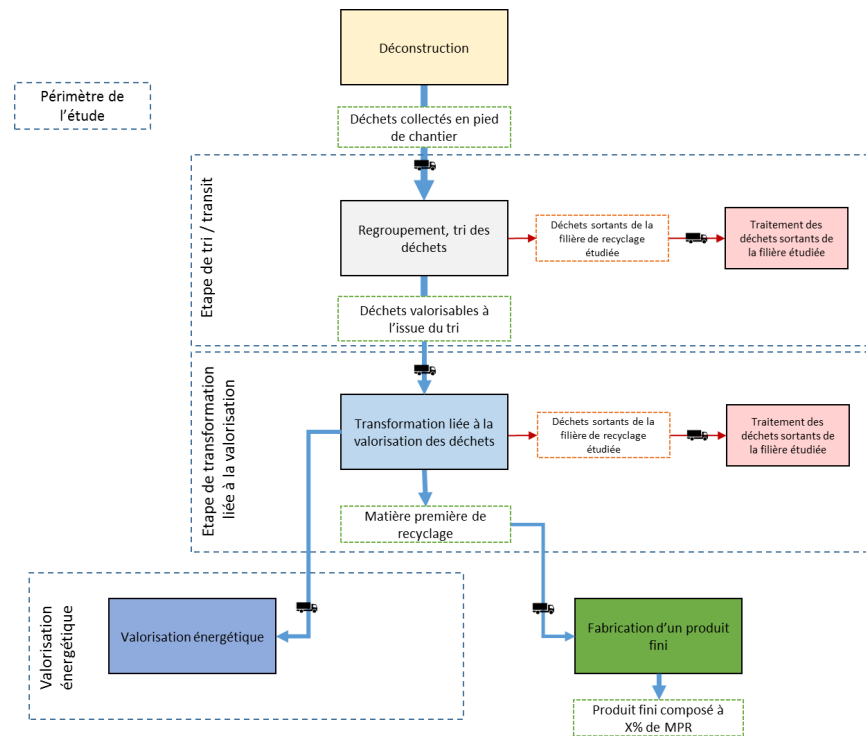 Déconstruction
Périmètre de
l’étude
Déchets collectés en pied
de chantier
Etape de tri / transit
Regroupement, tri des
déchets
Déchets sortants de la
filière de recyclage
étudiée
Traitement des
déchets sortants de
la filière étudiée
Déchets valorisables à
l’issue du tri
Etape de transformation
liée à la valorisation
Transformation liée à la
valorisation des déchets
Déchets sortants de la
filière de recyclage
étudiée
Traitement des
déchets sortants de
la filière étudiée
Matière première de
recyclage
Valorisation
énergétique
Valorisation énergétique
Fabrication d’un produit
fini
Produit fini composé à
X% de MPR